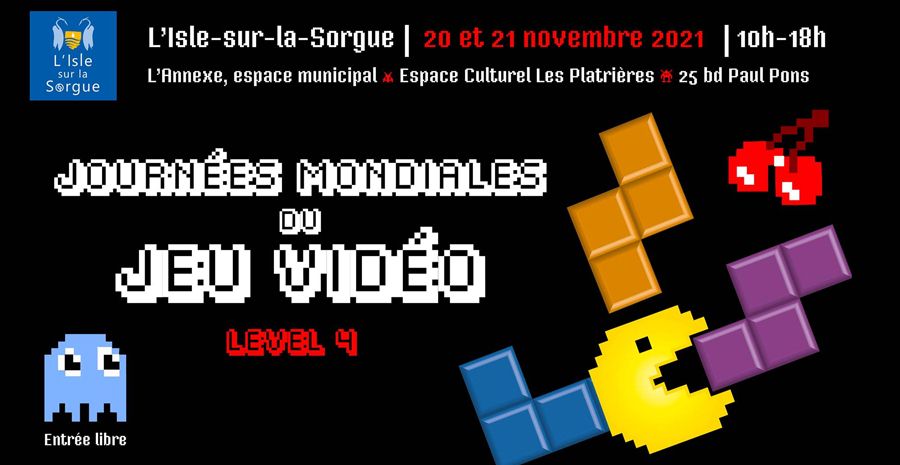 L'Isle
sur la
Sorgue
L'Isle-sur-la-Sorgue | 20 et 21 novembre 2021 | 10h-18h
L'Annexe, espace municipal Espace Culturel Les Platrières 25 bd Paul Pons
JOURNÉES MONDIALES
DU
JEU VIDÉO
LEVEL 4
Entrée libre